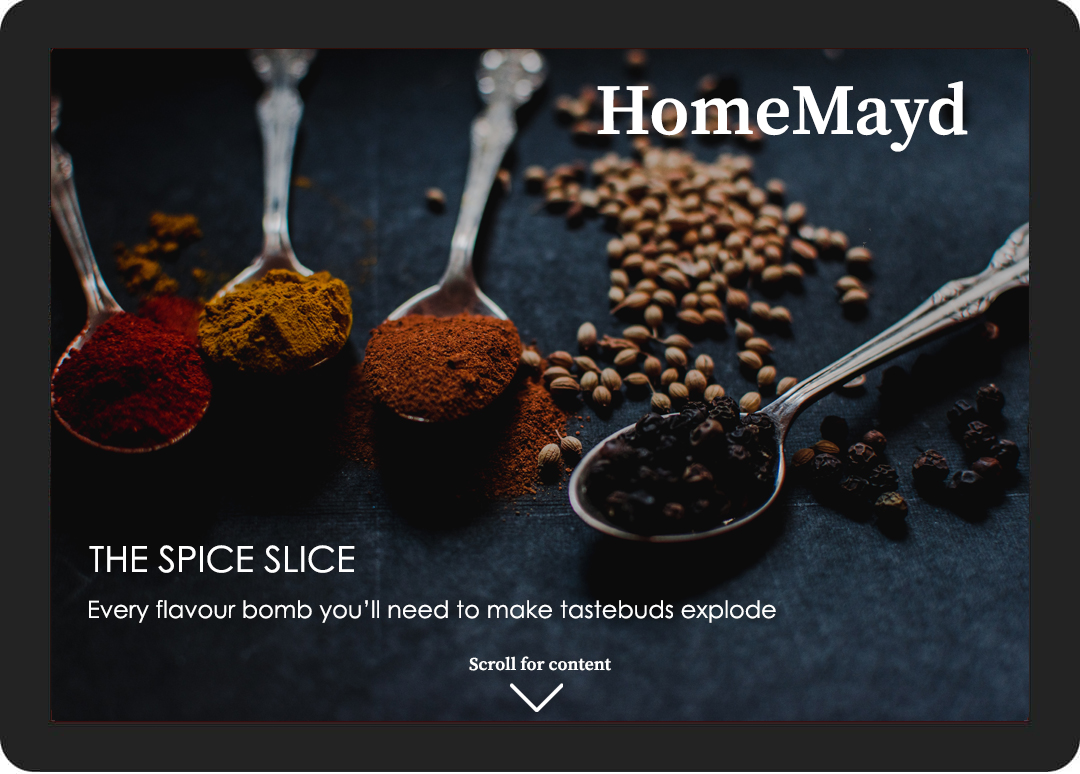 HomeMayd
THE SPICE SLICE
Every flavour bomb you’ll need to make tastebuds explode
Scroll for content